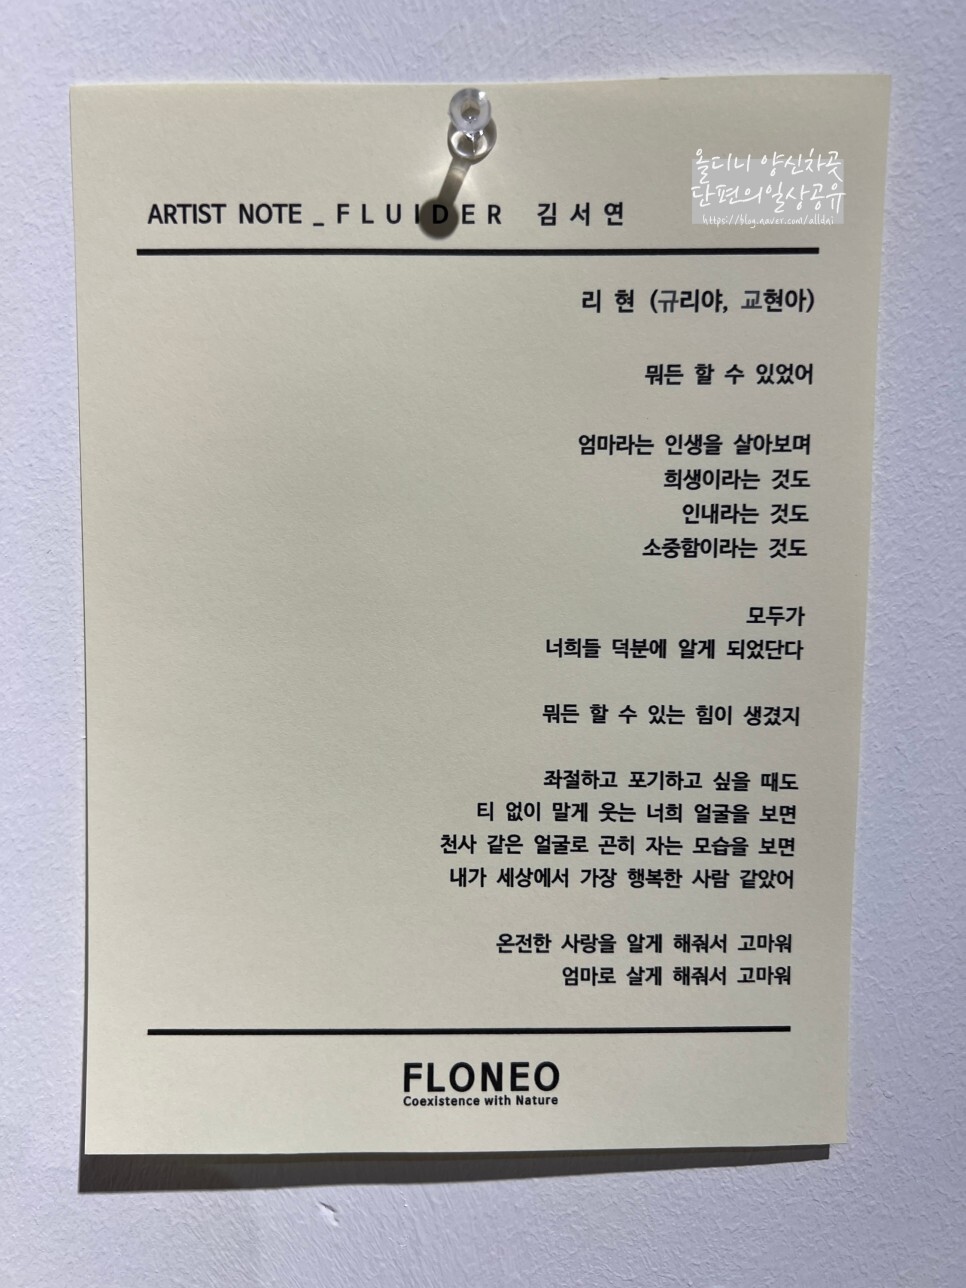 올디니 양신차곳
단편의일상공유
https://blog.naver.com/alldni
ARTIST NOTE _ FLUIDER 김서연
리 현 (규리야, 교현아)
뭐든 할 수 있었어
엄마라는 인생을 살아보며
희생이라는 것도
인내라는 것도
소중함이라는 것도
모두가
너희들 덕분에 알게 되었단다
뭐든 할 수 있는 힘이 생겼지
좌절하고 포기하고 싶을 때도
티 없이 말게 웃는 너희 얼굴을 보면
천사 같은 얼굴로 곤히 자는 모습을 보면
내가 세상에서 가장 행복한 사람 같았어
온전한 사랑을 알게 해줘서 고마워
엄마로 살게 해줘서 고마워
FLONEO
Coexistence with Nature